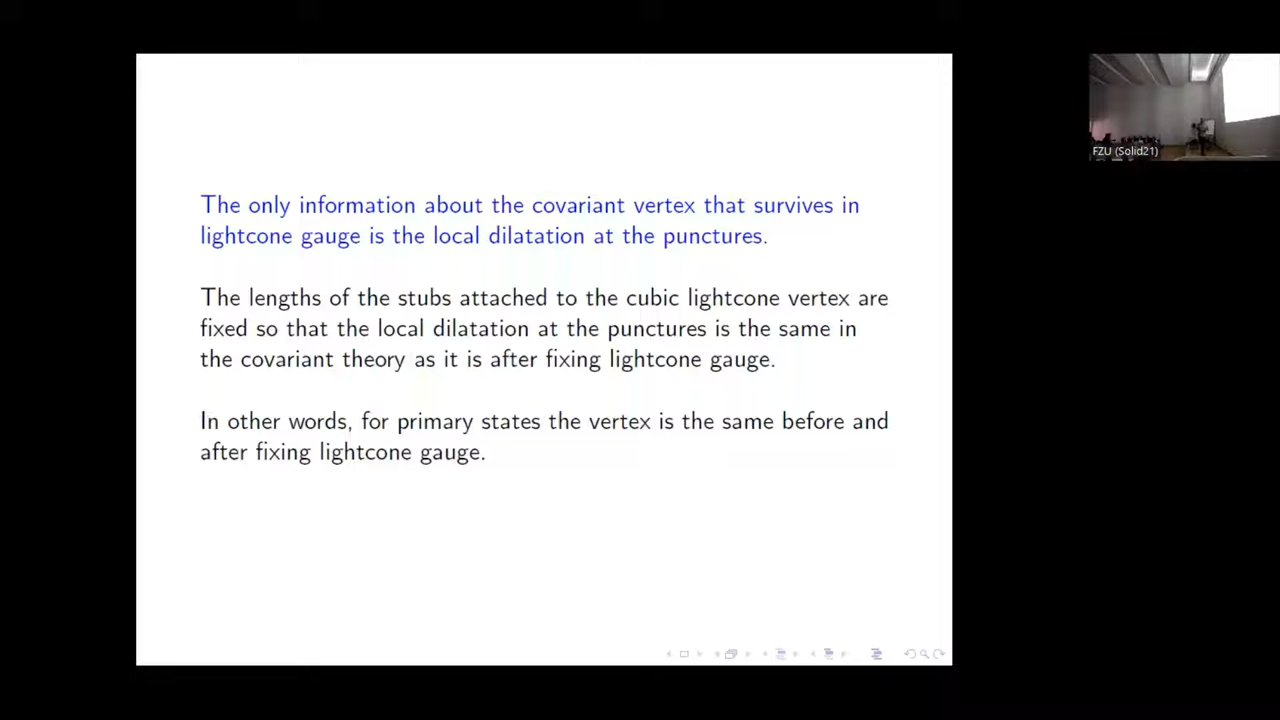 The only information about the covariant vertex that survives in
lightcone gauge is the local dilatation at the punctures.
The lengths of the stubs attached to the cubic lightcone vertex are
fixed so that the local dilatation at the punctures is the same in
the covariant theory as it is after fixing lightcone gauge.
In other words, for primary states the vertex is the same before and
after fixing lightcone gauge.
FZU (Solid21)